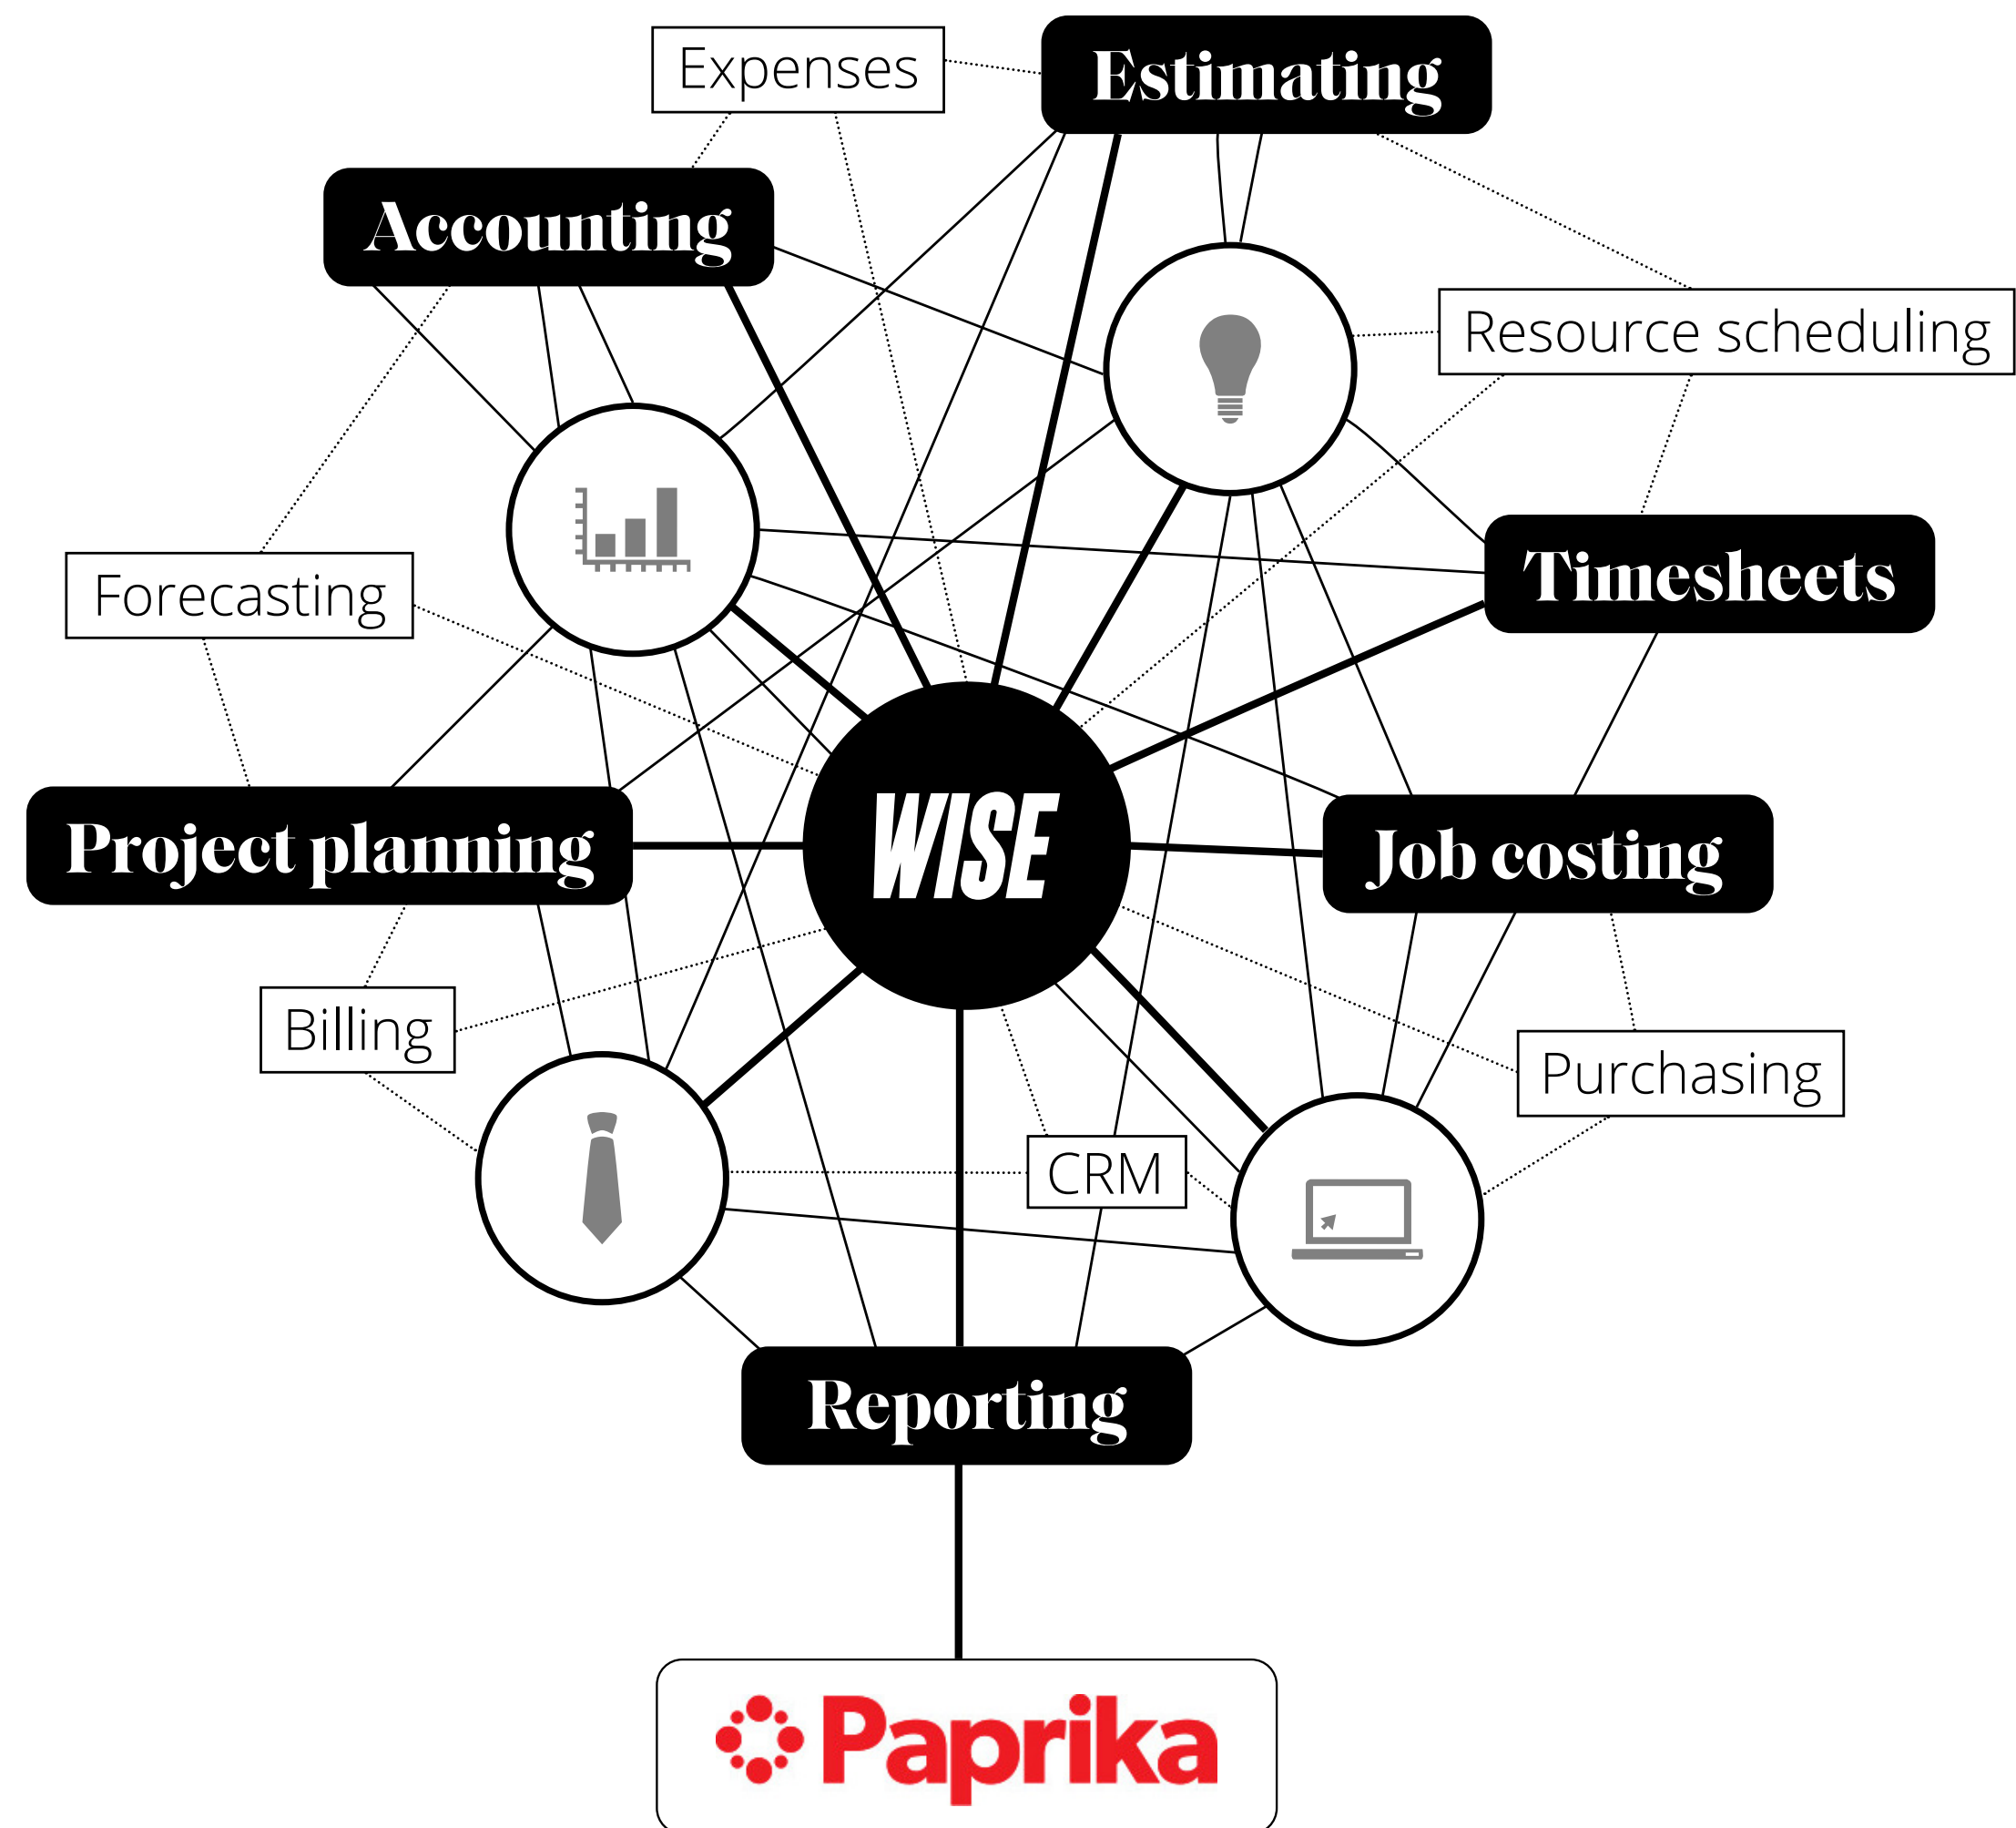 Expenses
Estimating
Accounting
Resource scheduling
Forecasting
Timesheets
Project planning
WISE
Job costing
Billing
Purchasing
CRM
Reporting
Paprika